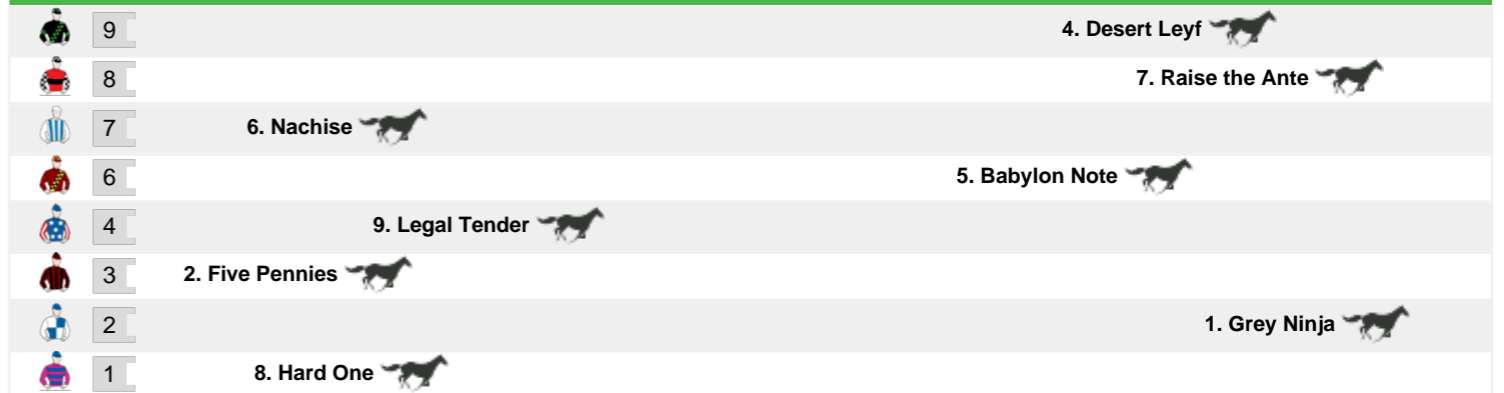 9 4. Desert Leyf
8 7. Raise the Ante
7 6. Nachise
6 5. Babylon Note
4 9. Legal Tender
3 2. Five Pennies
2 1. Grey Ninja
1 8. Hard One